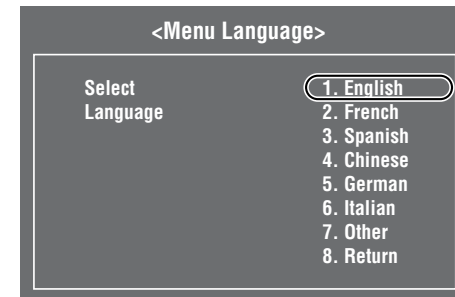 <Menu Language>
Select 1. English
Language 2. French
3. Spanish
4. Chinese
5. German
6. Italian
7. Other
8. Return